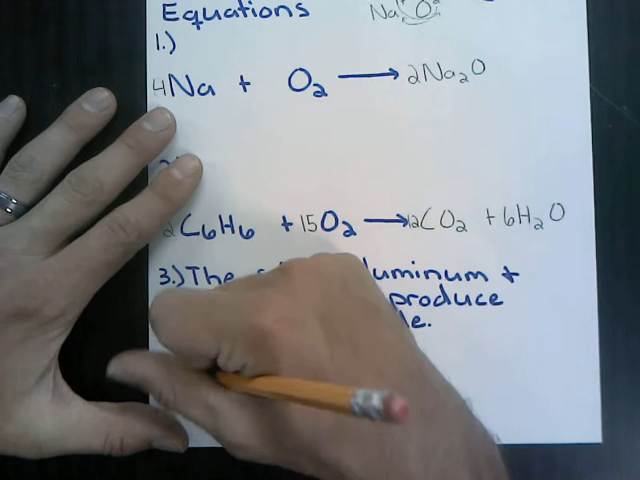 Equations
Na O
1.)
4Na + O₂ → 2Na₂O
2C₆H₆ + 15O₂ → 12CO₂ + 6H₂O
3.) The luminum +
produce